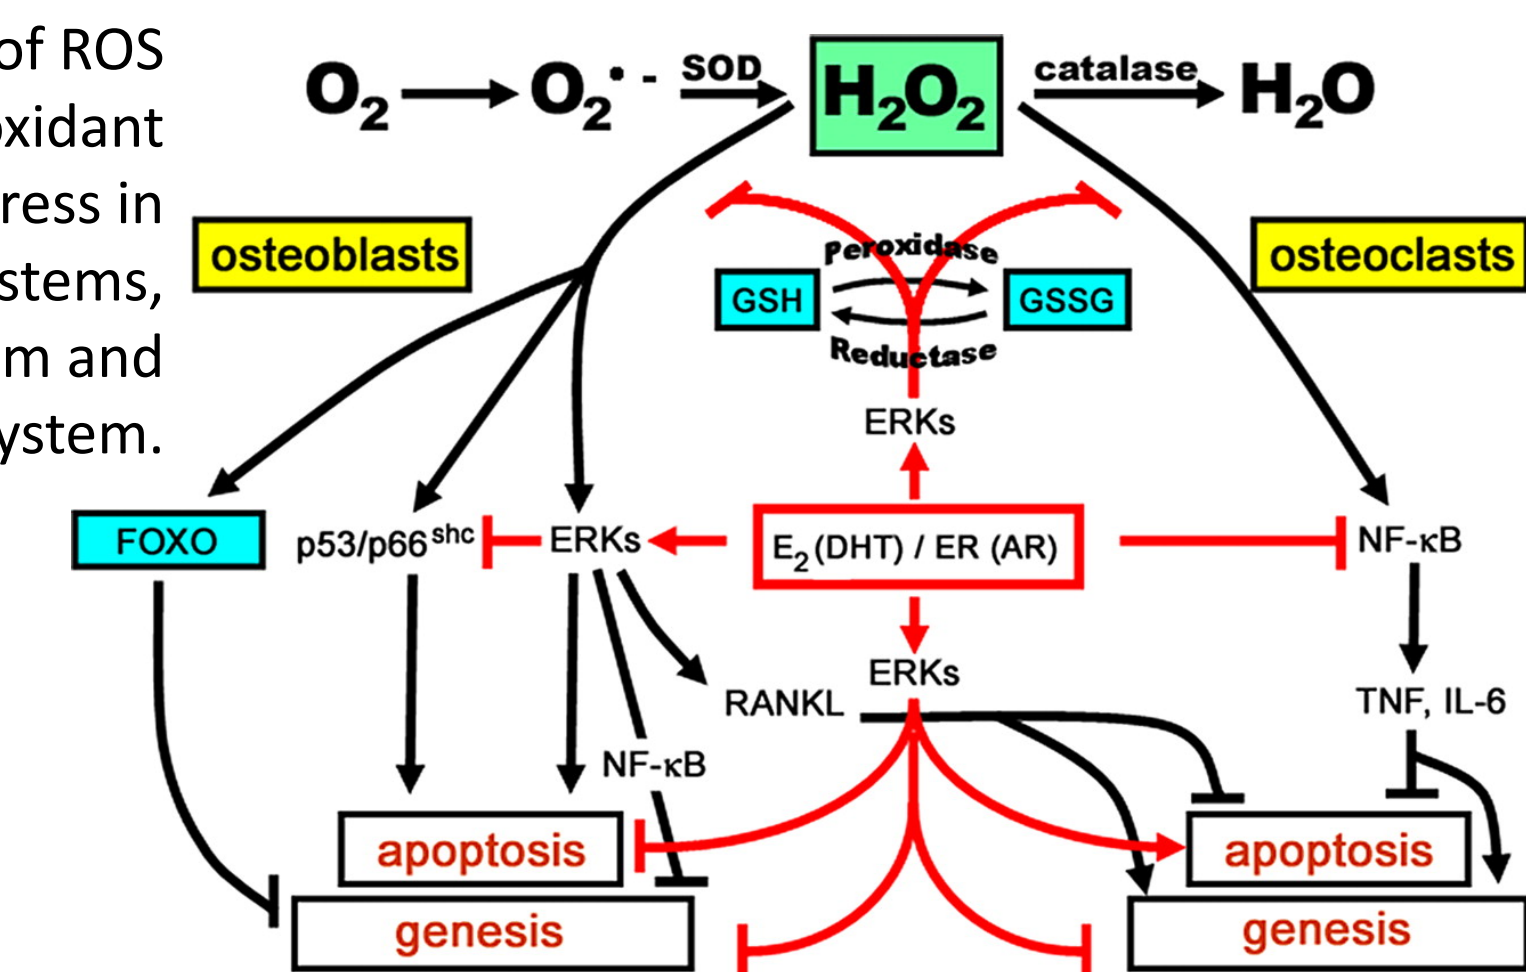 of ROS
oxidant
ress in
stems,
m and
ystem.
O₂ O₂˙⁻ SOD H₂O₂ catalase H₂O
osteoblasts
osteoclasts
Peroxidase
GSH GSSG
Reductase
ERKs
FOXO p53/p66shc ERKs E₂(DHT) / ER (AR) NF-κB
ERKs
RANKL TNF, IL-6
NF-κB
apoptosis apoptosis
genesis genesis